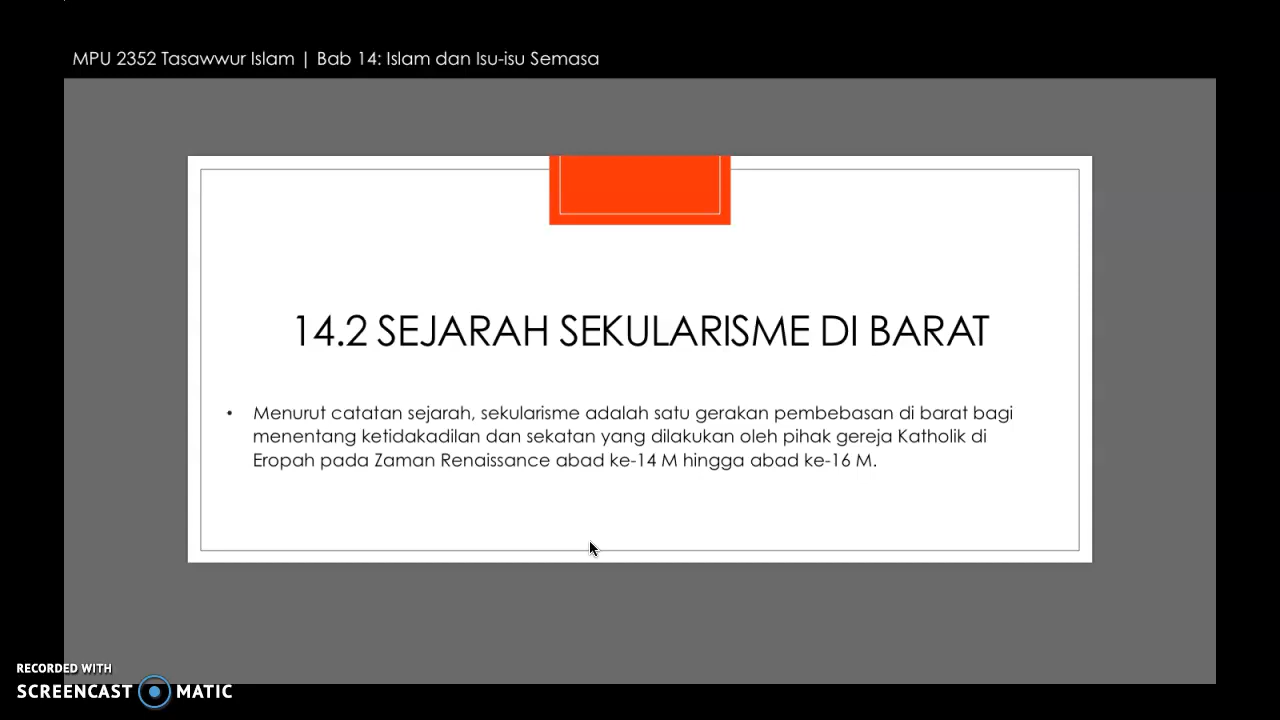 MPU 2352 Tasawwur Islam | Bab 14: Islam dan Isu-isu Semasa
14.2 SEJARAH SEKULARISME DI BARAT
• Menurut catatan sejarah, sekularisme adalah satu gerakan pembebasan di barat bagi
menentang ketidakadilan dan sekatan yang dilakukan oleh pihak gereja Katholik di
Eropah pada Zaman Renaissance abad ke-14 M hingga abad ke-16 M.
RECORDED WITH
SCREENCAST MATIC